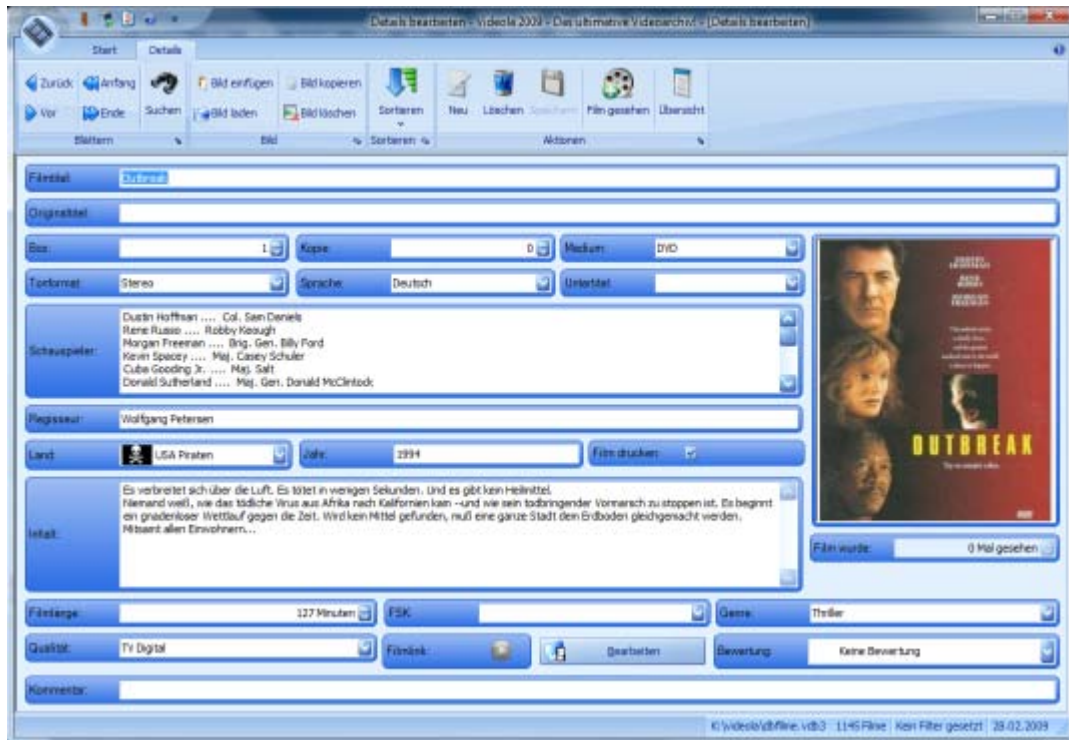 Details bearbeiten - Videola 2009 - Das ultimative Videoarchiv! - [Details bearbeiten]
Start Details
Zurück Anfang Suchen Bild einfügen Bild kopieren Sortieren Neu Löschen Speichern Film gesehen Übersicht
Vor Ende Bild laden Bild löschen
Blättern Bild Sortieren Aktionen
Filmtitel: Outbreak
Originaltitel:
Box: 1 Kopie: 0 Medium: DVD
Tonformat: Stereo Sprache: Deutsch Untertitel:
Schauspieler:
Dustin Hoffman .... Col. Sam Daniels
Rene Russo .... Robby Keough
Morgan Freeman .... Brig. Gen. Billy Ford
Kevin Spacey .... Maj. Casey Schuler
Cuba Gooding Jr. .... Maj. Salt
Donald Sutherland .... Maj. Gen. Donald McClintock
DUSTIN HOFFMAN
RENE RUSSO
MORGAN FREEMAN
OUTBREAK
Regisseur: Wolfgang Petersen
Land: USA Piraten Jahr: 1994 Film drucken:
Inhalt:
Es verbreitet sich über die Luft. Es tötet in wenigen Sekunden. Und es gibt kein Heilmittel.
Niemand weiß, wie das tödliche Virus aus Afrika nach Kalifornien kam --und wie sein todbringender Vormarsch zu stoppen ist. Es beginnt
ein gnadenloser Wettlauf gegen die Zeit. Wird kein Mittel gefunden, muß eine ganze Stadt dem Erdboden gleichgemacht werden.
Mitsamt allen Einwohnern...
Film wurde: 0 Mal gesehen
Filmlänge: 127 Minuten FSK: Genre: Thriller
Qualität: TV Digital Filmlink: Bearbeiten Bewertung: Keine Bewertung
Kommentar:
K:\videola\dbfilme.vdb3 1145 Filme Kein Filter gesetzt 28.02.2009